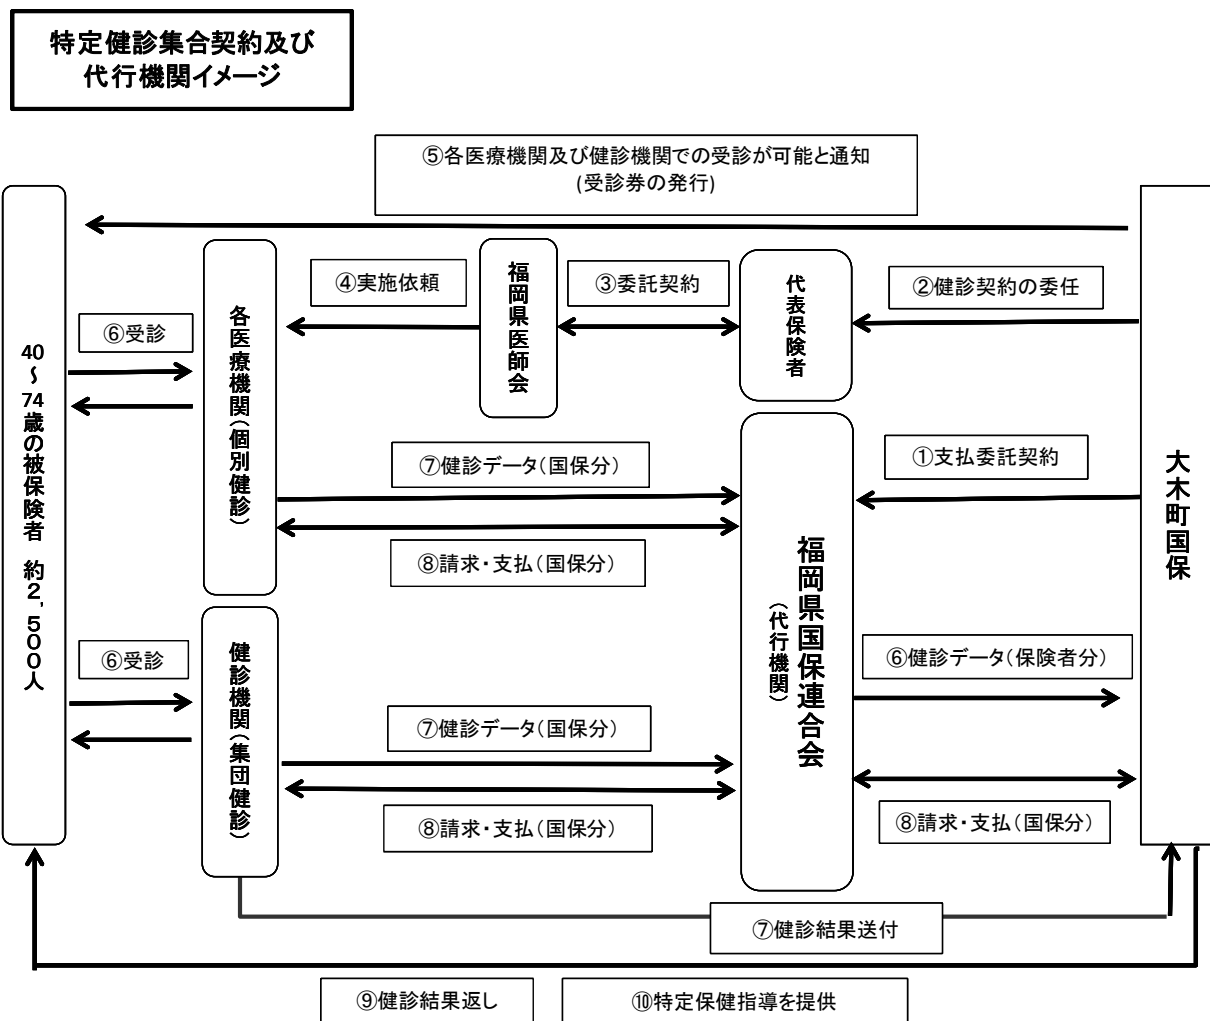 特定健診集合契約及び
代行機関イメージ
⑤各医療機関及び健診機関での受診が可能と通知
(受診券の発行)
40～74歳の被保険者 約2,500人
⑥受診
各医療機関(個別健診)
④実施依頼
福岡県医師会
③委託契約
代表保険者
②健診契約の委任
大木町国保
⑦健診データ(国保分)
⑧請求・支払(国保分)
①支払委託契約
福岡県国保連合会
(代行機関)
⑥受診
健診機関(集団健診)
⑦健診データ(国保分)
⑧請求・支払(国保分)
⑥健診データ(保険者分)
⑧請求・支払(国保分)
⑦健診結果送付
⑨健診結果返し
⑩特定保健指導を提供